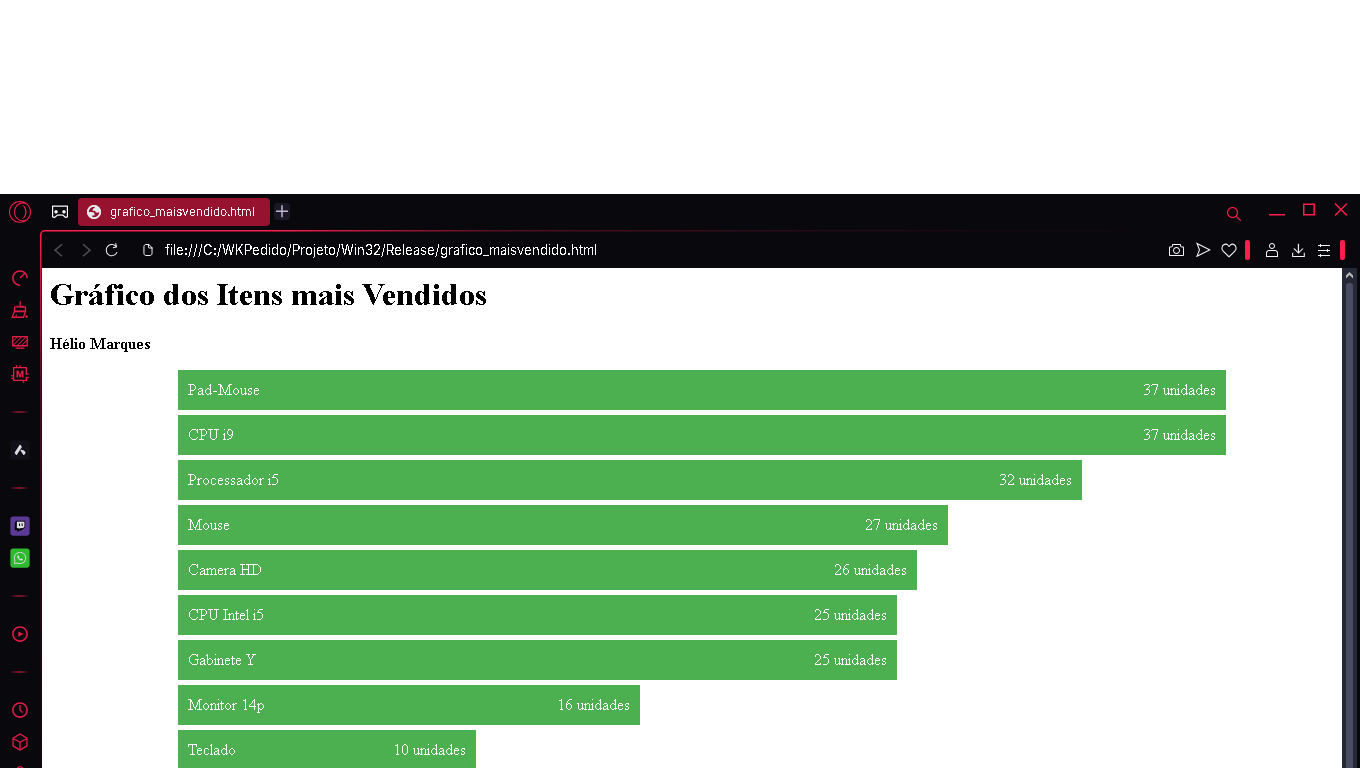 grafico_maisvendido.html
file:///C:/WKPedido/Projeto/Win32/Release/grafico_maisvendido.html
Gráfico dos Itens mais Vendidos
Hélio Marques
Pad-Mouse 37 unidades
CPU i9 37 unidades
Processador i5 32 unidades
Mouse 27 unidades
Camera HD 26 unidades
CPU Intel i5 25 unidades
Gabinete Y 25 unidades
Monitor 14p 16 unidades
Teclado 10 unidades